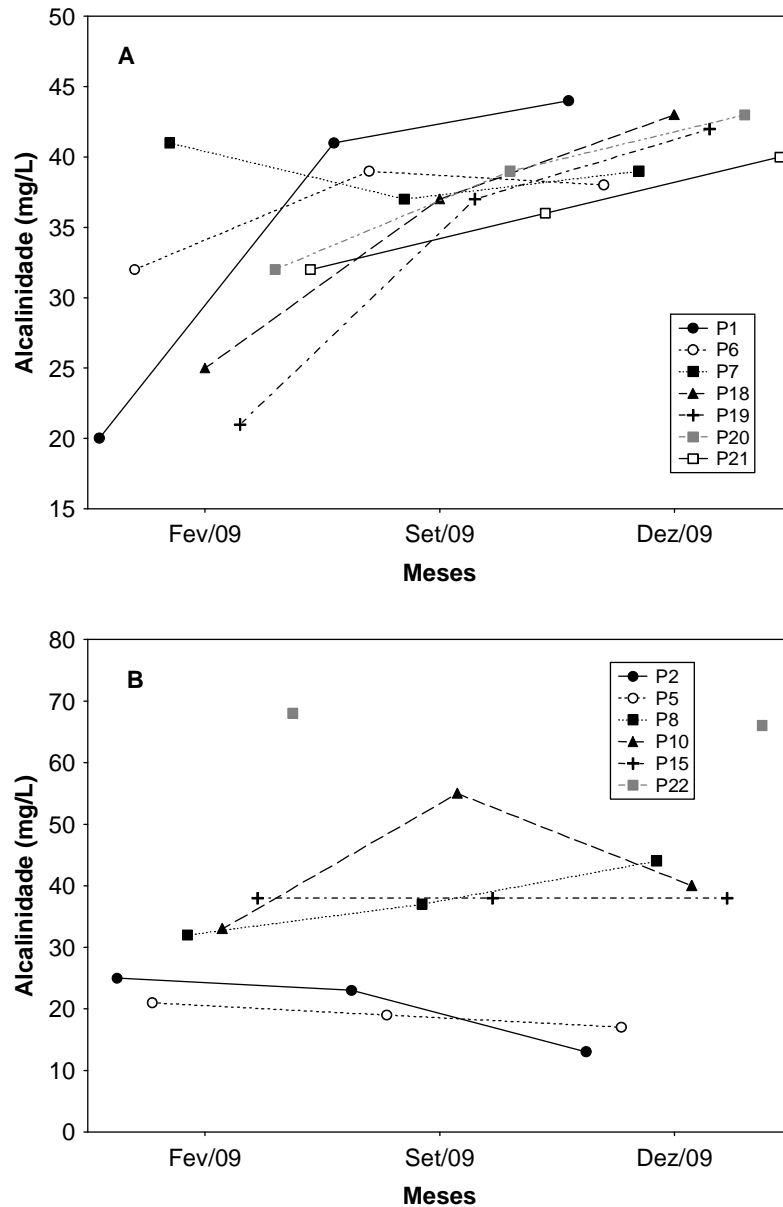 50
A
45
40
35
30
25
20
15
Alcalinidade (mg/L)
P1
P6
P7
P18
P19
P20
P21
Fev/09 Set/09 Dez/09
Meses
80
B
70
60
50
40
30
20
10
0
Alcalinidade (mg/L)
P2
P5
P8
P10
P15
P22
Fev/09 Set/09 Dez/09
Meses